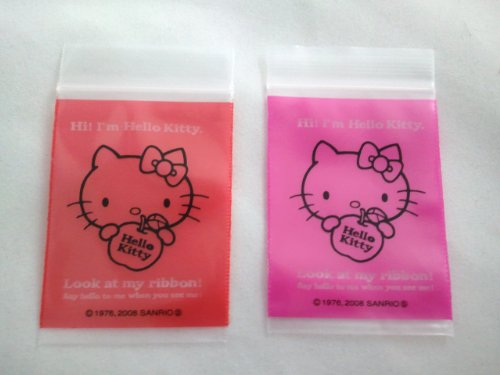 Hi! I'm Hello Kitty.
Hello
Kitty
Look at my ribbon!
Say hello to me when you see me!
© 1976, 2008 SANRIO ®
Hi! I'm Hello Kitty.
Hello
Kitty
Look at my ribbon!
Say hello to me when you see me!
© 1976, 2008 SANRIO ®